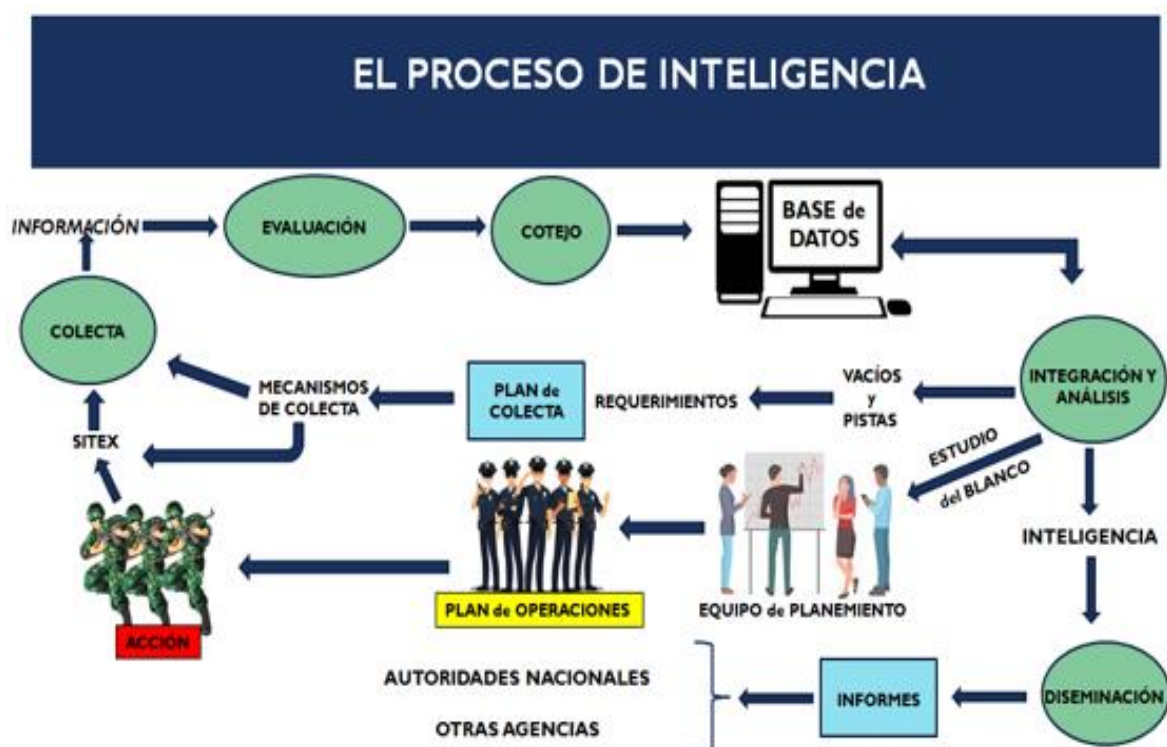 EL PROCESO DE INTELIGENCIA
INFORMACIÓN
EVALUACIÓN
COTEJO
BASE de
DATOS
COLECTA
MECANISMOS
DE COLECTA
PLAN de
COLECTA
REQUERIMIENTOS
VACÍOS
y
PISTAS
INTEGRACIÓN Y
ANÁLISIS
SITEX
ESTUDIO
del BLANCO
INTELIGENCIA
ACCIÓN
PLAN de OPERACIONES
EQUIPO de PLANEMIENTO
AUTORIDADES NACIONALES
OTRAS AGENCIAS
INFORMES
DISEMINACIÓN